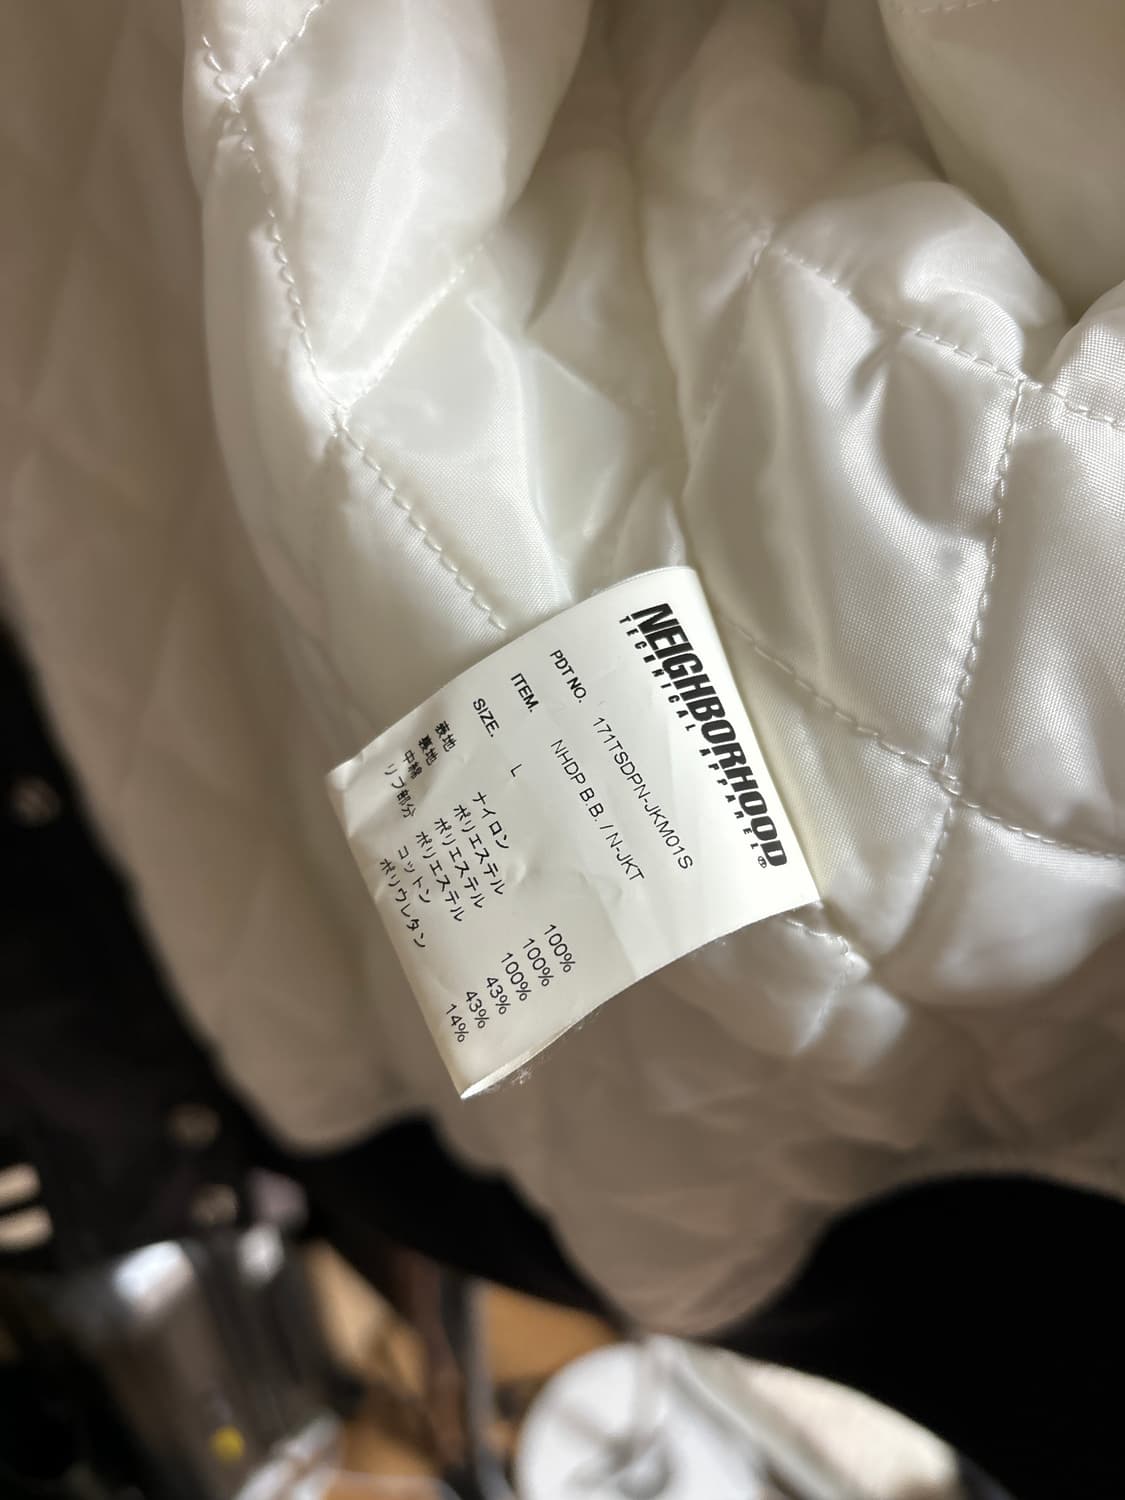 NEIGHBORHOOD
TECHNICAL APPAREL®
PDT NO. 171TSDPN-JKM01S
ITEM. NHDP B.B. / N-JKT
SIZE. L
表地 ナイロン 100%
裏地 ポリエステル 100%
中綿 ポリエステル 100%
リブ部分 ポリエステル 43%
コットン 43%
ポリウレタン 14%